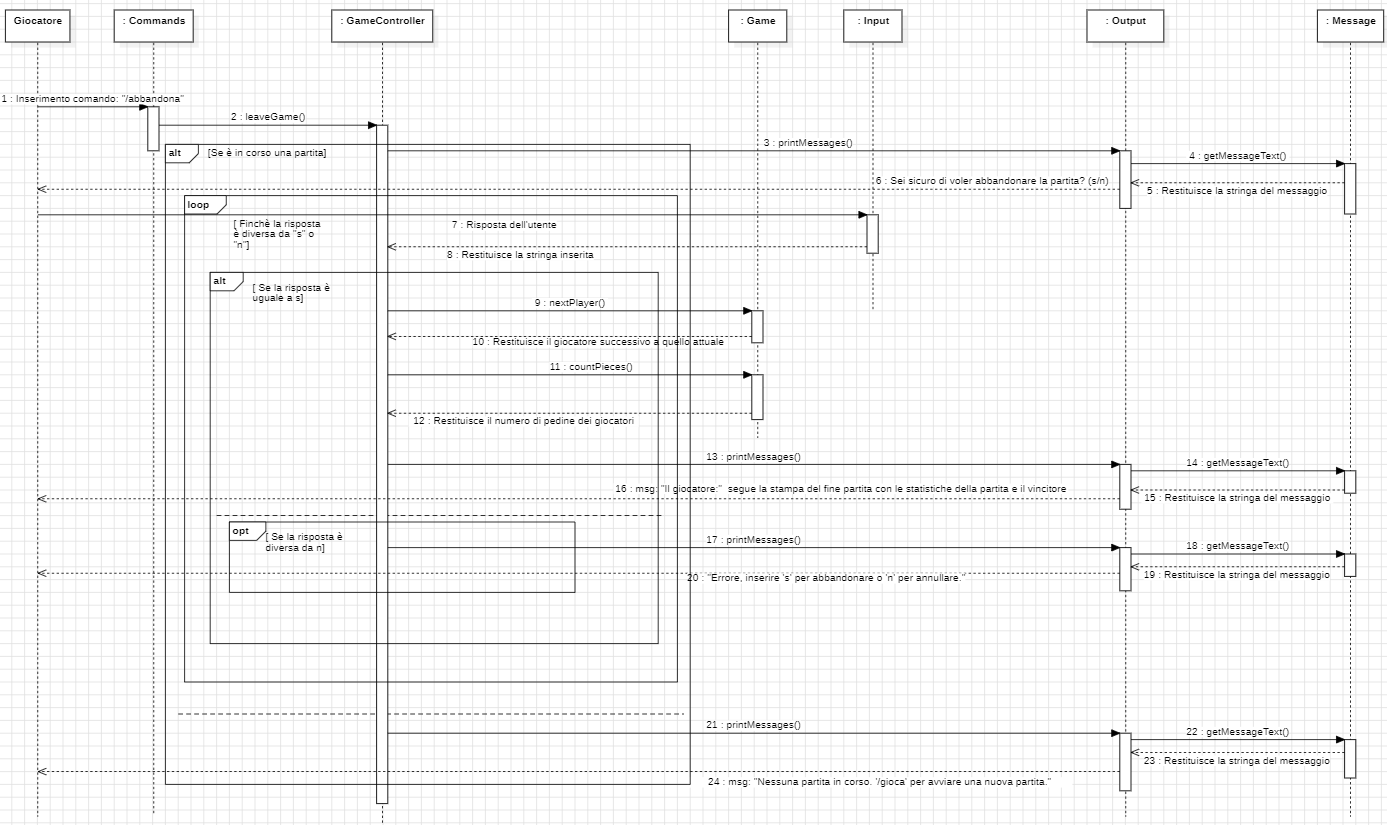 Giocatore
: Commands
: GameController
: Game
: Input
: Output
: Message
1 : Inserimento comando: "/abbandona"
2 : leaveGame()
alt
[Se è in corso una partita]
3 : printMessages()
4 : getMessageText()
6 : Sei sicuro di voler abbandonare la partita? (s/n)
5 : Restituisce la stringa del messaggio
loop
[ Finchè la risposta
è diversa da "s" o
"n"]
7 : Risposta dell'utente
8 : Restituisce la stringa inserita
alt
[ Se la risposta è
uguale a s]
9 : nextPlayer()
10 : Restituisce il giocatore successivo a quello attuale
11 : countPieces()
12 : Restituisce il numero di pedine dei giocatori
13 : printMessages()
14 : getMessageText()
16 : msg: "Il giocatore:"  segue la stampa del fine partita con le statistiche della partita e il vincitore
15 : Restituisce la stringa del messaggio
opt
[ Se la risposta è
diversa da n]
17 : printMessages()
18 : getMessageText()
20 : "Errore, inserire 's' per abbandonare o 'n' per annullare."
19 : Restituisce la stringa del messaggio
21 : printMessages()
22 : getMessageText()
23 : Restituisce la stringa del messaggio
24 : msg: "Nessuna partita in corso. '/gioca' per avviare una nuova partita."